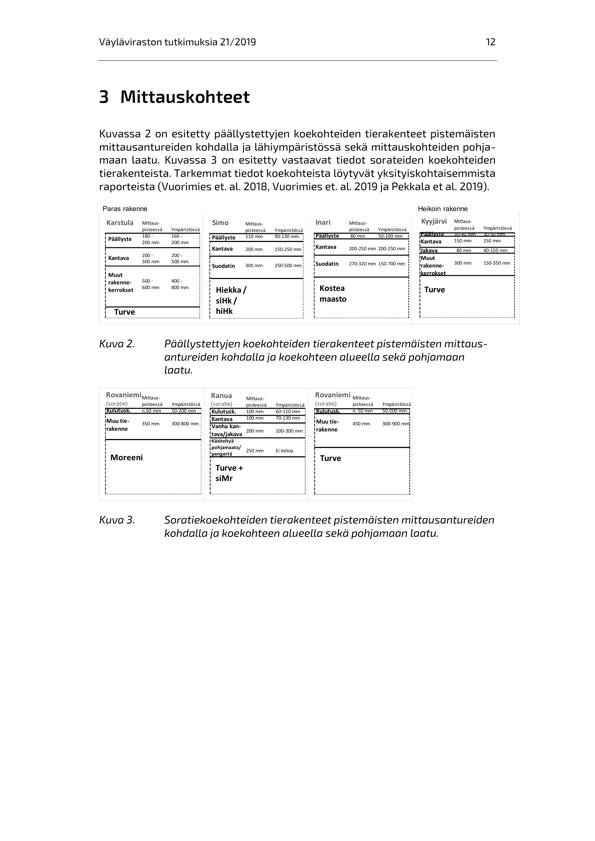 Väyläviraston tutkimuksia 21/2019 12
3 Mittauskohteet
Kuvassa 2 on esitetty päällystettyjen koekohteiden tierakenteet pistemäisten
mittausantureiden kohdalla ja lähiympäristössä sekä mittauskohteiden pohja-
maan laatu. Kuvassa 3 on esitetty vastaavat tiedot sorateiden koekohteiden
tierakenteista. Tarkemmat tiedot koekohteista löytyvät yksityiskohtaisemmista
raporteista (Vuorimies et. al. 2018, Vuorimies et. al. 2019 ja Pekkala et al. 2019).
Paras rakenne
Heikoin rakenne
Karstula
Mittaus-
pisteessä Ympäristössä
Päällyste 180 - 200 mm 160 - 200 mm
Kantava 200 - 300 mm 200 - 500 mm
Muut
rakenne- 500 - 400 -
kerrokset 600 mm 800 mm
Turve
Simo
Mittaus-
pisteessä Ympäristössä
Päällyste 110 mm 90-130 mm
Kantava 200 mm 150-250 mm
Suodatin 300 mm 250-500 mm
Hiekka /
siHk /
hiHk
Inari
Mittaus-
pisteessä Ympäristössä
Päällyste 80 mm 50-100 mm
Kantava 200-250 mm 200-250 mm
Suodatin 270-320 mm 150-700 mm
Kostea
maasto
Kyyjärvi
Mittaus-
pisteessä Ympäristössä
Päällyste
Kantava 150 mm 150 mm
Jakava 80 mm 40-150 mm
Muut
rakenne- 300 mm 150-350 mm
kerrokset
Turve
Kuva 2. Päällystettyjen koekohteiden tierakenteet pistemäisten mittaus-
antureiden kohdalla ja koekohteen alueella sekä pohjamaan
laatu.
Rovaniemi Mittaus-
(soratie) pisteessä Ympäristössä
Kulutusk. n.50 mm 50-200 mm
Muu tie- 350 mm 300-800 mm
rakenne
Moreeni
Ranua Mittaus-
(soratie) pisteessä Ympäristössä
Kulutusk. 100 mm 60-110 mm
Kantava 100 mm 70-130 mm
Vanha kan-
tava/jakava 200 mm 100-300 mm
Käsiteltyä
pohjamaata/ 250 mm Ei tietoa
pengertä
Turve +
siMr
Rovaniemi Mittaus-
(soratie) pisteessä Ympäristössä
Kulutusk. n. 50 mm 50-200 mm
Muu tie- 450 mm 300-900 mm
rakenne
Turve
Kuva 3. Soratiekoekohteiden tierakenteet pistemäisten mittausantureiden
kohdalla ja koekohteen alueella sekä pohjamaan laatu.